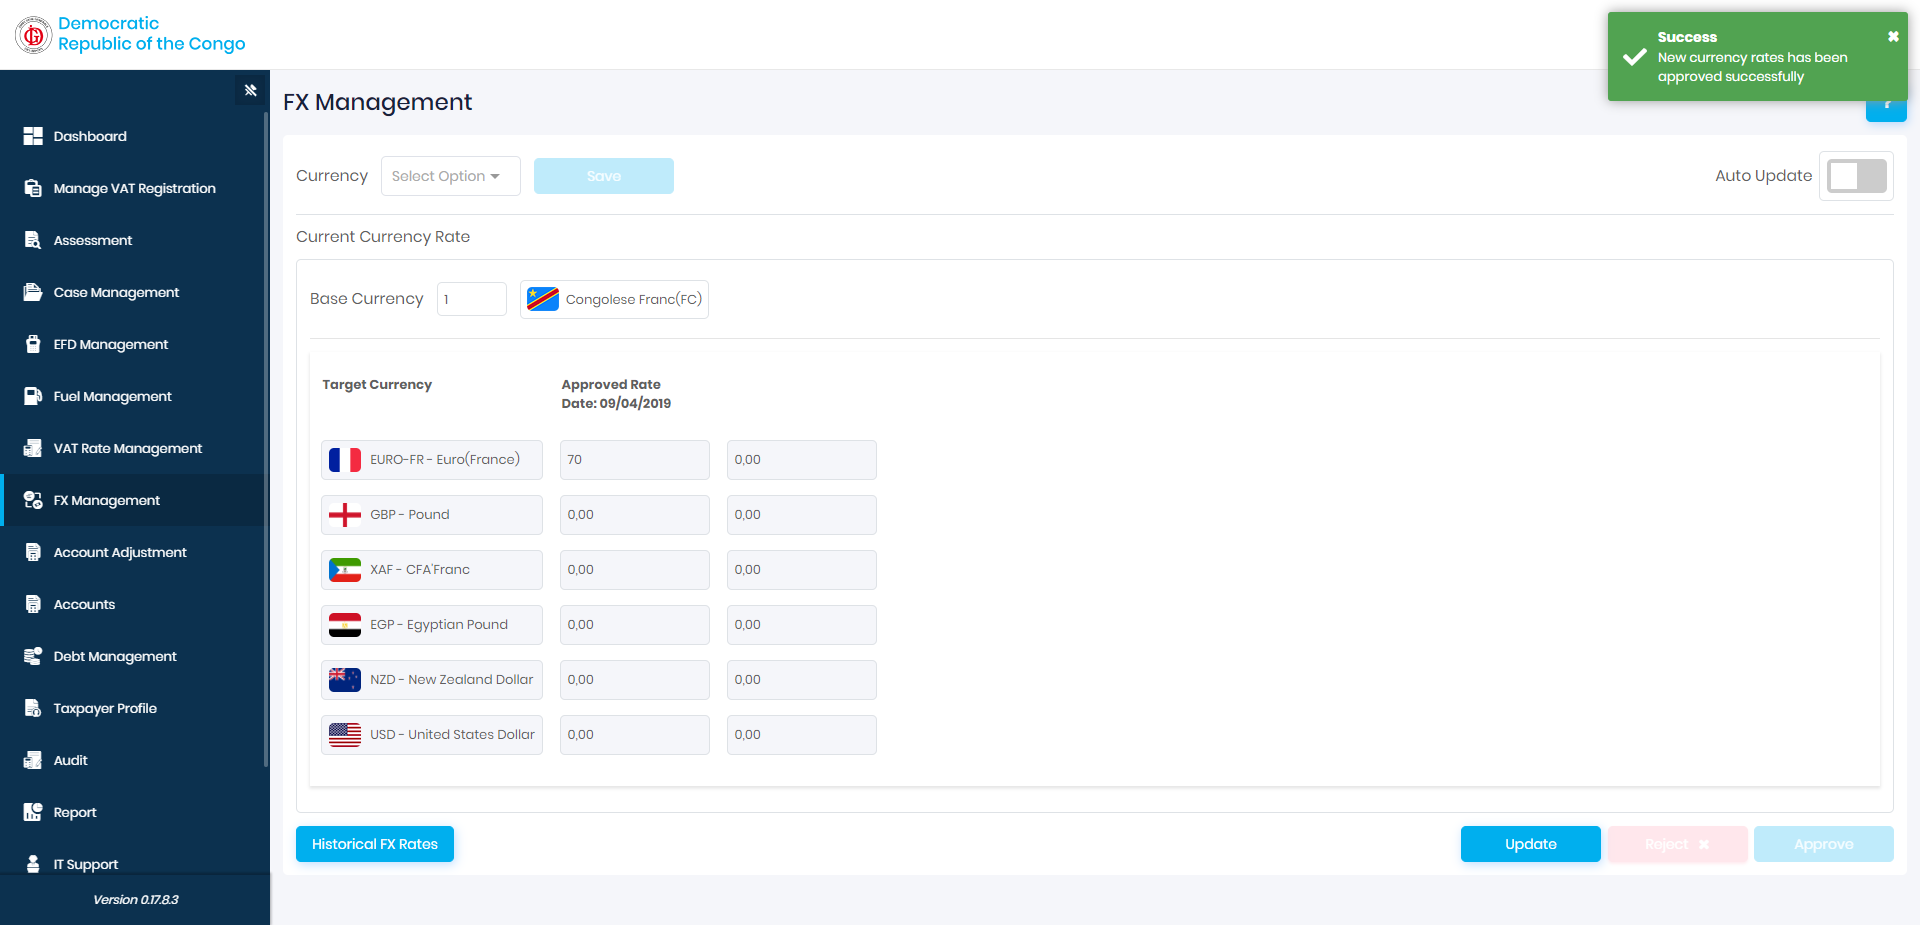 Democratic
Republic of the Congo
Success
New currency rates has been
approved successfully
FX Management
Dashboard
Manage VAT Registration
Assessment
Case Management
EFD Management
Fuel Management
VAT Rate Management
FX Management
Account Adjustment
Accounts
Debt Management
Taxpayer Profile
Audit
Report
IT Support
Version 0.17.8.3
Currency
Select Option
Save
Auto Update
Current Currency Rate
Base Currency
1
Congolese Franc(FC)
Target Currency
Approved Rate
Date: 09/04/2019
EURO-FR - Euro(France)
70
0,00
GBP - Pound
0,00
0,00
XAF - CFA'Franc
0,00
0,00
EGP - Egyptian Pound
0,00
0,00
NZD - New Zealand Dollar
0,00
0,00
USD - United States Dollar
0,00
0,00
Historical FX Rates
Update
Reject
Approve